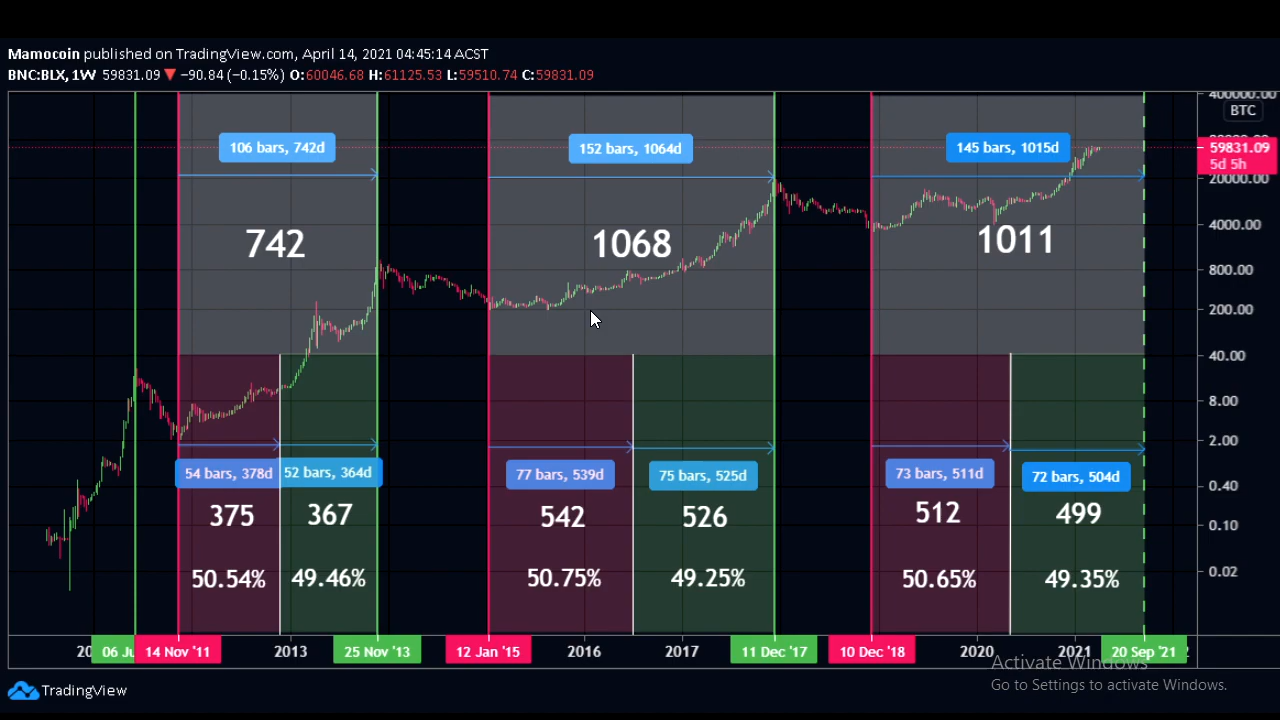 Mamocoin published on TradingView.com, April 14, 2021 04:45:14 ACST
BNC:BLX, 1W 59831.09 ▼ −90.84 (−0.15%) O:60046.68 H:61125.53 L:59510.74 C:59831.09
400000.00
BTC
106 bars, 742d
152 bars, 1064d
145 bars, 1015d
59831.09
5d 5h
20000.00
742
1068
1011
4000.00
800.00
200.00
40.00
8.00
2.00
54 bars, 378d
52 bars, 364d
77 bars, 539d
75 bars, 525d
73 bars, 511d
72 bars, 504d
0.40
375
367
542
526
512
499
0.10
50.54%
49.46%
50.75%
49.25%
50.65%
49.35%
0.02
06 Ju
14 Nov '11
2013
25 Nov '13
12 Jan '15
2016
2017
11 Dec '17
10 Dec '18
2020
2021
20 Sep '21
Activate Windows
Go to Settings to activate Windows.
TradingView